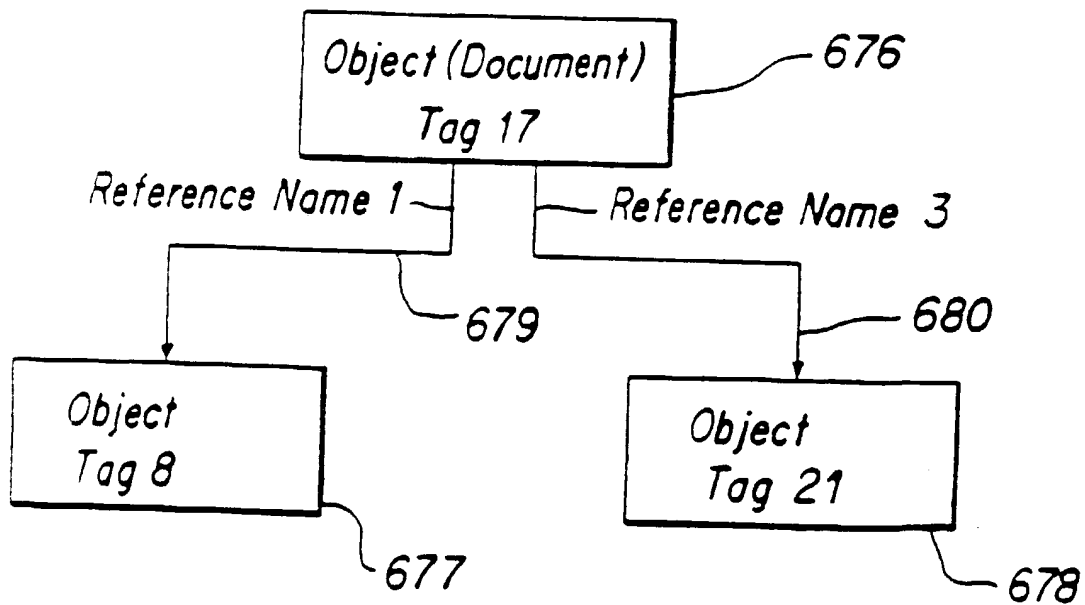 Object (Document)
Tag 17
676
Reference Name 1
Reference Name 3
679
680
Object
Tag 8
Object
Tag 21
677
678